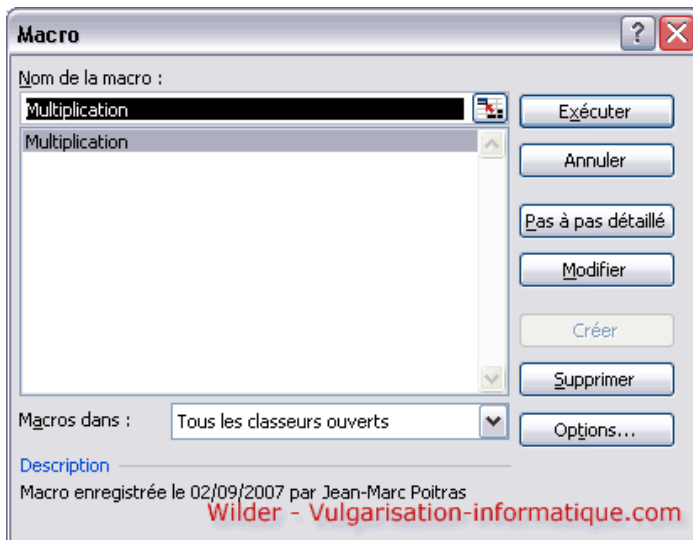 Macro
Nom de la macro :
Multiplication
Multiplication
Exécuter
Annuler
Pas à pas détaillé
Modifier
Créer
Supprimer
Macros dans :
Tous les classeurs ouverts
Options...
Description
Macro enregistrée le 02/09/2007 par Jean-Marc Poitras
Wilder - Vulgarisation-informatique.com